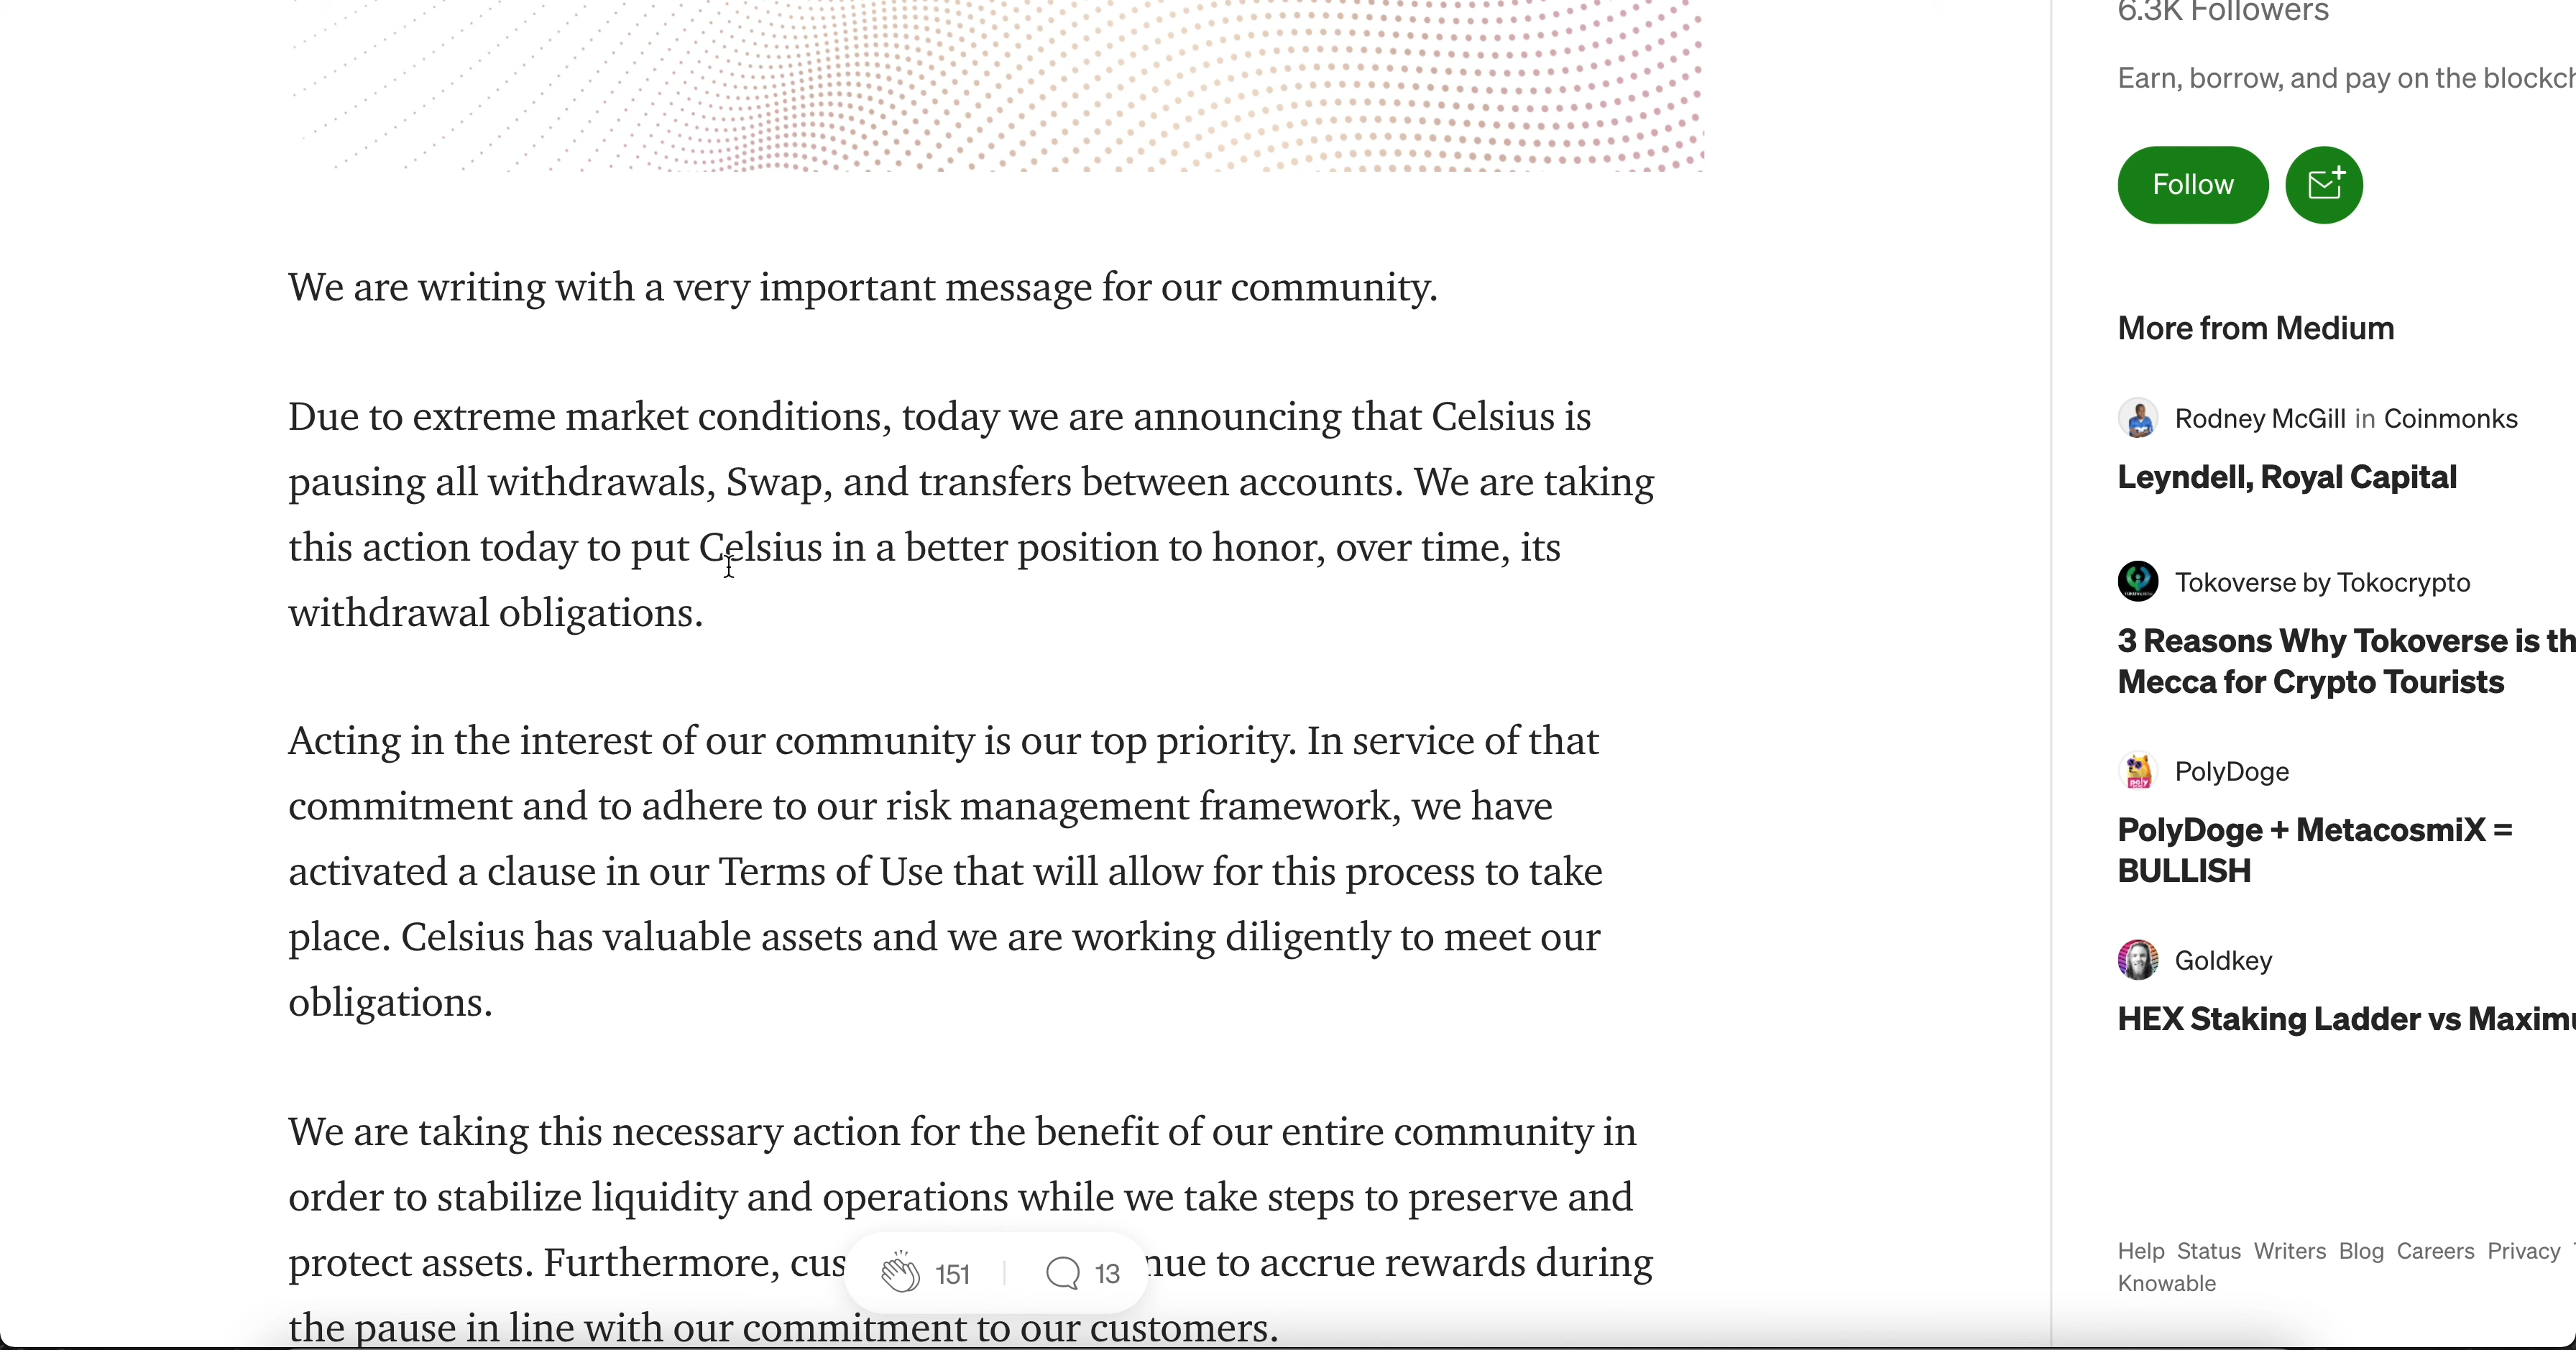 We are writing with a very important message for our community.
Due to extreme market conditions, today we are announcing that Celsius is
pausing all withdrawals, Swap, and transfers between accounts. We are taking
this action today to put Celsius in a better position to honor, over time, its
withdrawal obligations.
Acting in the interest of our community is our top priority. In service of that
commitment and to adhere to our risk management framework, we have
activated a clause in our Terms of Use that will allow for this process to take
place. Celsius has valuable assets and we are working diligently to meet our
obligations.
We are taking this necessary action for the benefit of our entire community in
order to stabilize liquidity and operations while we take steps to preserve and
protect assets. Furthermore, cus nue to accrue rewards during
the pause in line with our commitment to our customers.
151 13
6.3K Followers
Earn, borrow, and pay on the blockch
Follow
More from Medium
Rodney McGill in Coinmonks
Leyndell, Royal Capital
Tokoverse by Tokocrypto
3 Reasons Why Tokoverse is th
Mecca for Crypto Tourists
PolyDoge
PolyDoge + MetacosmiX =
BULLISH
Goldkey
HEX Staking Ladder vs Maximu
Help Status Writers Blog Careers Privacy
Knowable